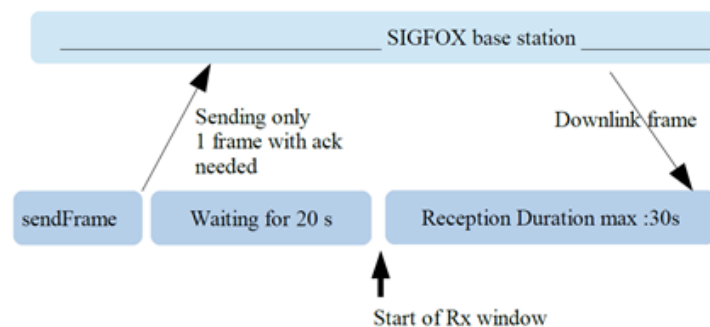 SIGFOX base station
Sending only
1 frame with ack
needed
Downlink frame
sendFrame
Waiting for 20 s
Reception Duration max :30s
Start of Rx window